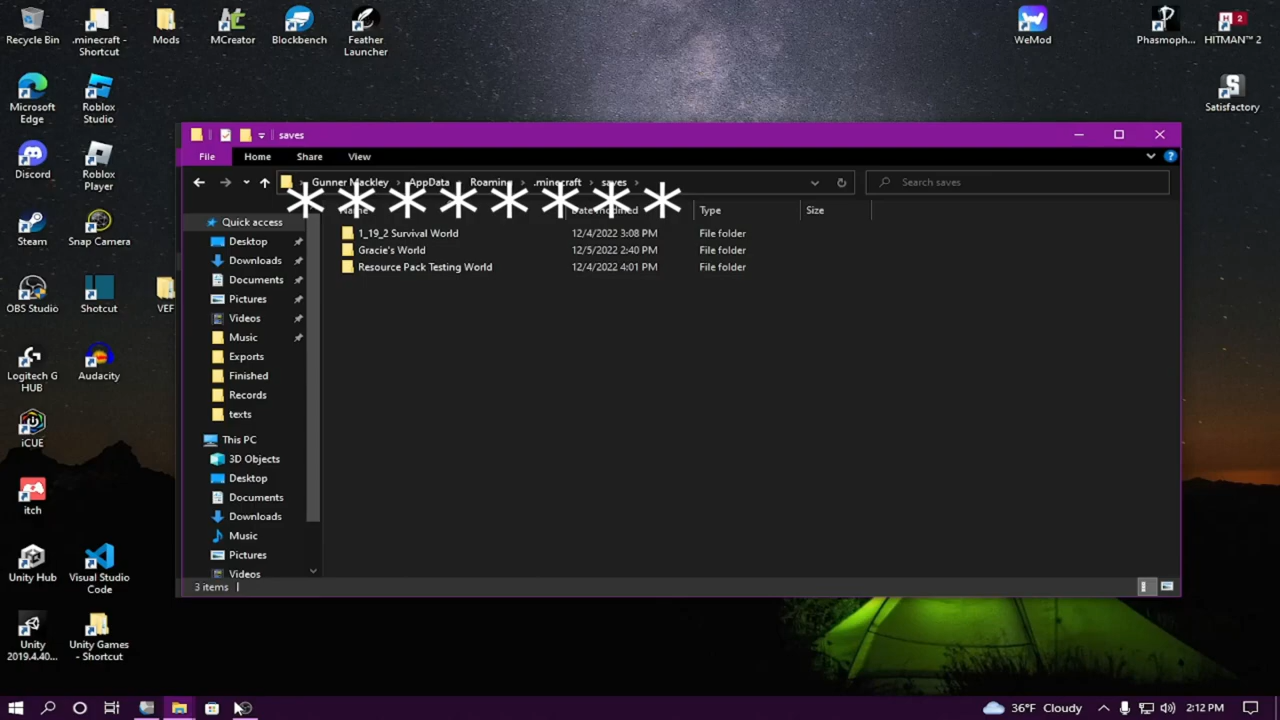 Recycle Bin
.minecraft - Shortcut
Mods
MCreator
Blockbench
Feather Launcher
WeMod
Phasmoph...
HITMAN™ 2
Microsoft Edge
Roblox Studio
Satisfactory
Discord
Roblox Player
Steam
Snap Camera
OBS Studio
Shotcut
VEF
Logitech G HUB
Audacity
iCUE
itch
Unity Hub
Visual Studio Code
Unity 2019.4.40...
Unity Games - Shortcut
saves
File Home Share View
Gunner Mackley > AppData > Roaming > .minecraft > saves >
Search saves
********
Name Date modified Type Size
1_19_2 Survival World 12/4/2022 3:08 PM File folder
Gracie's World 12/5/2022 2:40 PM File folder
Resource Pack Testing World 12/4/2022 4:01 PM File folder
Quick access
Desktop
Downloads
Documents
Pictures
Videos
Music
Exports
Finished
Records
texts
This PC
3D Objects
Desktop
Documents
Downloads
Music
Pictures
Videos
3 items
36°F Cloudy
2:12 PM